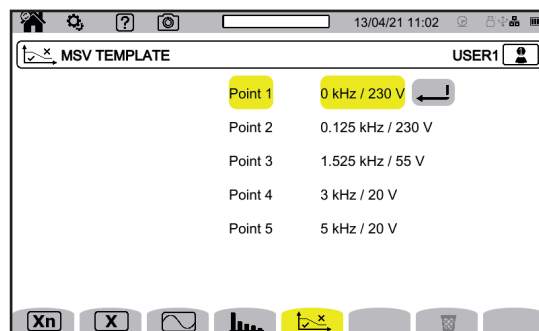 ? 13/04/21 11:02
MSV TEMPLATE USER1
Point 1 0 kHz / 230 V
Point 2 0.125 kHz / 230 V
Point 3 1.525 kHz / 55 V
Point 4 3 kHz / 20 V
Point 5 5 kHz / 20 V
Xn X